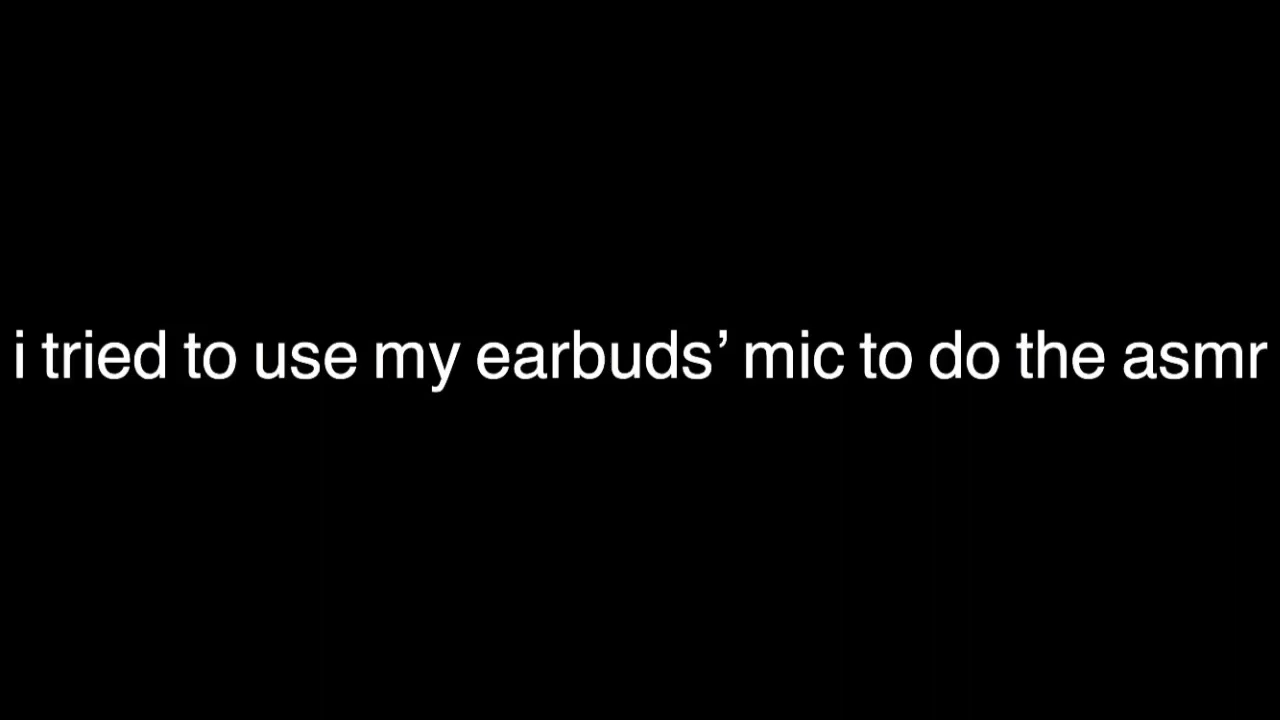 i tried to use my earbuds’ mic to do the asmr